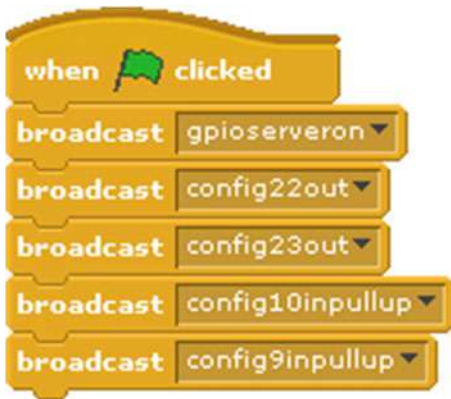 when clicked
broadcast gpioserveron
broadcast config22out
broadcast config23out
broadcast config10inpullup
broadcast config9inpullup